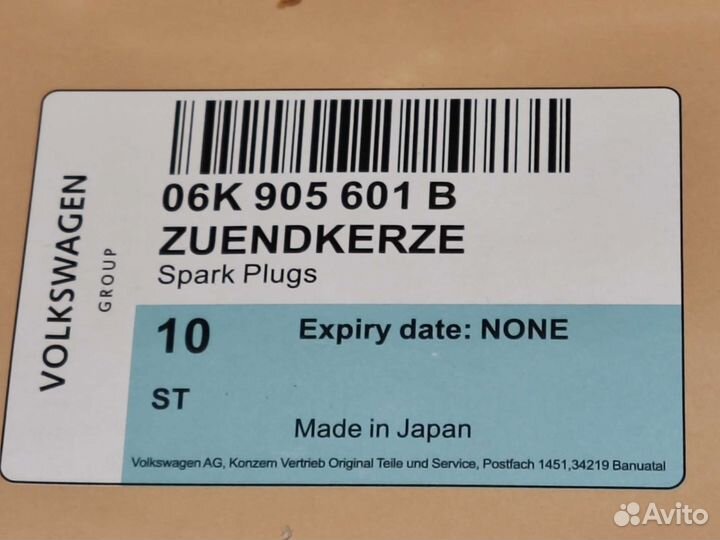 VOLKSWAGEN
GROUP
06K 905 601 B
ZUENDKERZE
Spark Plugs
10
Expiry date: NONE
ST
Made in Japan
Volkswagen AG, Konzern Vertrieb Original Teile und Service, Postfach 1451,34219 Banuatal
Avito